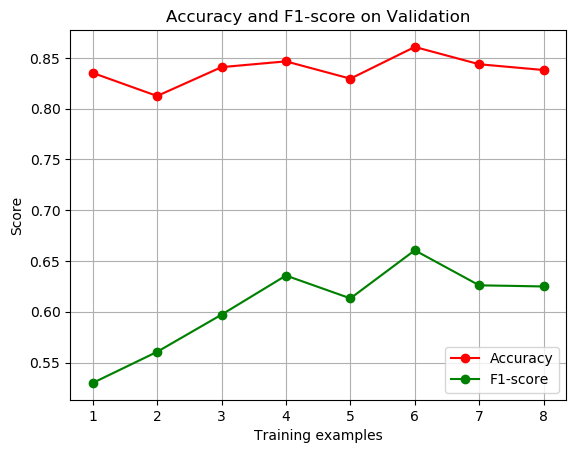 Accuracy and F1-score on Validation
0.85
0.80
0.75
0.70
0.65
0.60
0.55
Score
Accuracy
F1-score
1 2 3 4 5 6 7 8
Training examples